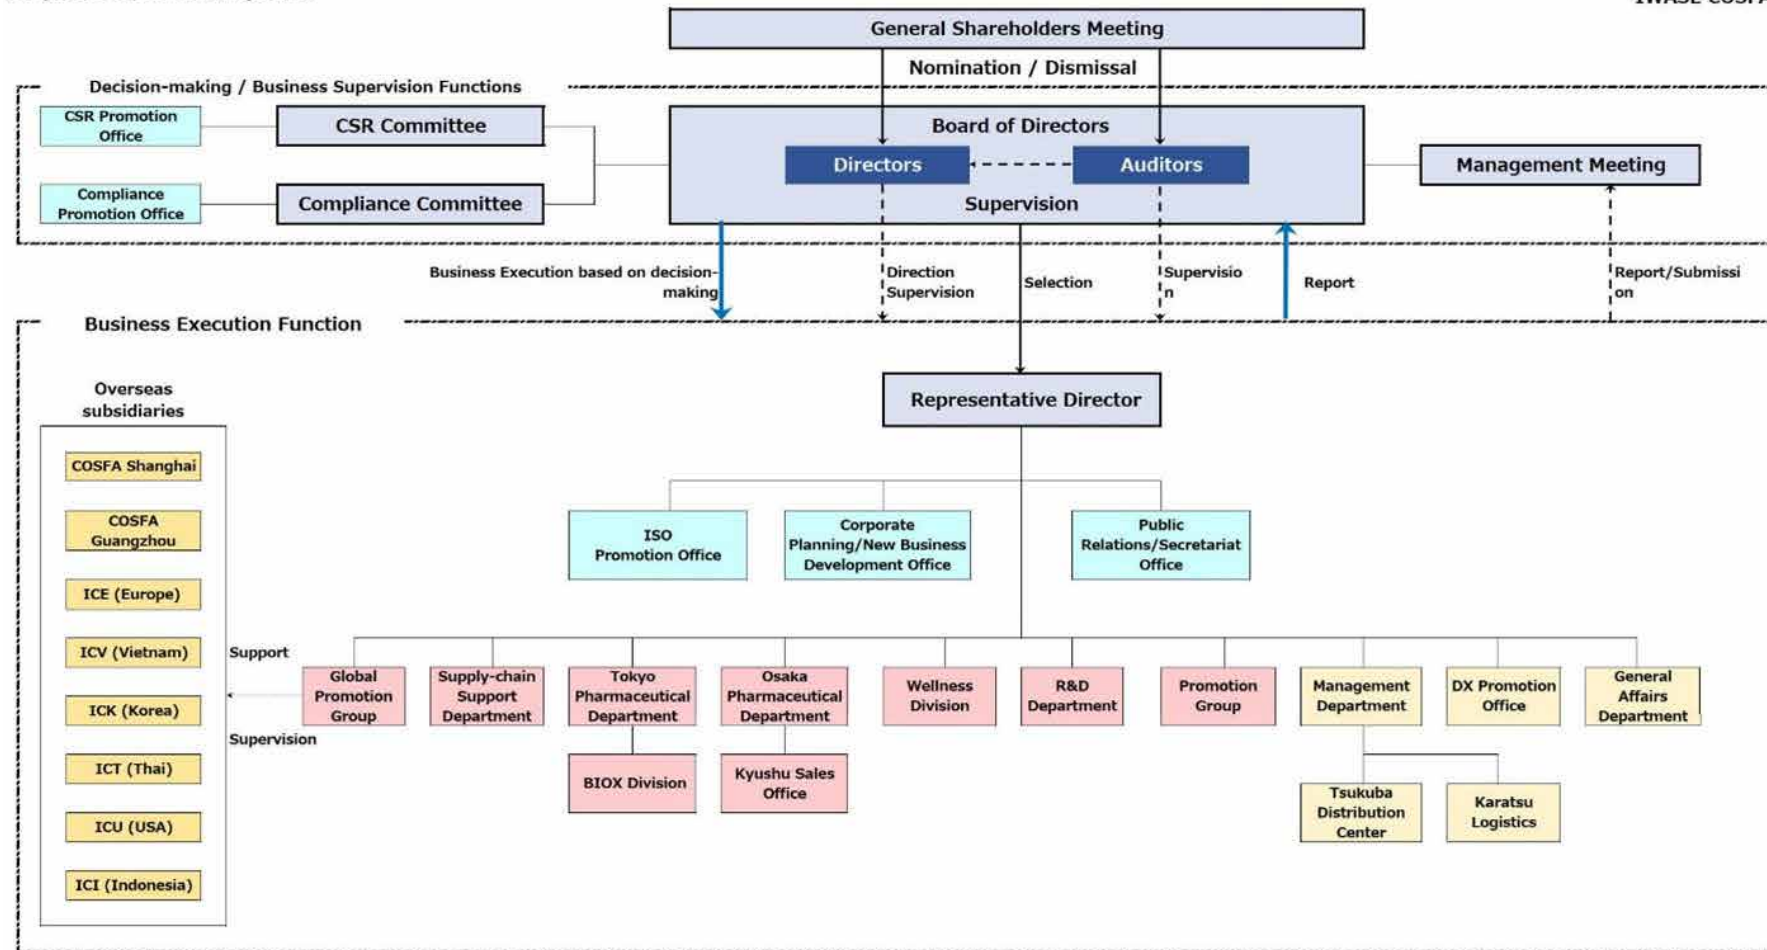 General Shareholders Meeting
Nomination / Dismissal
Decision-making / Business Supervision Functions
CSR Promotion
Office
CSR Committee
Compliance
Promotion Office
Compliance Committee
Board of Directors
Directors
Auditors
Supervision
Management Meeting
Business Execution based on decision-
making
Direction
Supervision
Selection
Supervisio
n
Report
Report/Submissi
on
Business Execution Function
Representative Director
Overseas
subsidiaries
COSFA Shanghai
COSFA
Guangzhou
ICE (Europe)
ICV (Vietnam)
ICK (Korea)
ICT (Thai)
ICU (USA)
ICI (Indonesia)
Support
Supervision
ISO
Promotion Office
Corporate
Planning/New Business
Development Office
Public
Relations/Secretariat
Office
Global
Promotion
Group
Supply-chain
Support
Department
Tokyo
Pharmaceutical
Department
Osaka
Pharmaceutical
Department
Wellness
Division
R&D
Department
Promotion
Group
Management
Department
DX Promotion
Office
General
Affairs
Department
BIOX Division
Kyushu Sales
Office
Tsukuba
Distribution
Center
Karatsu
Logistics